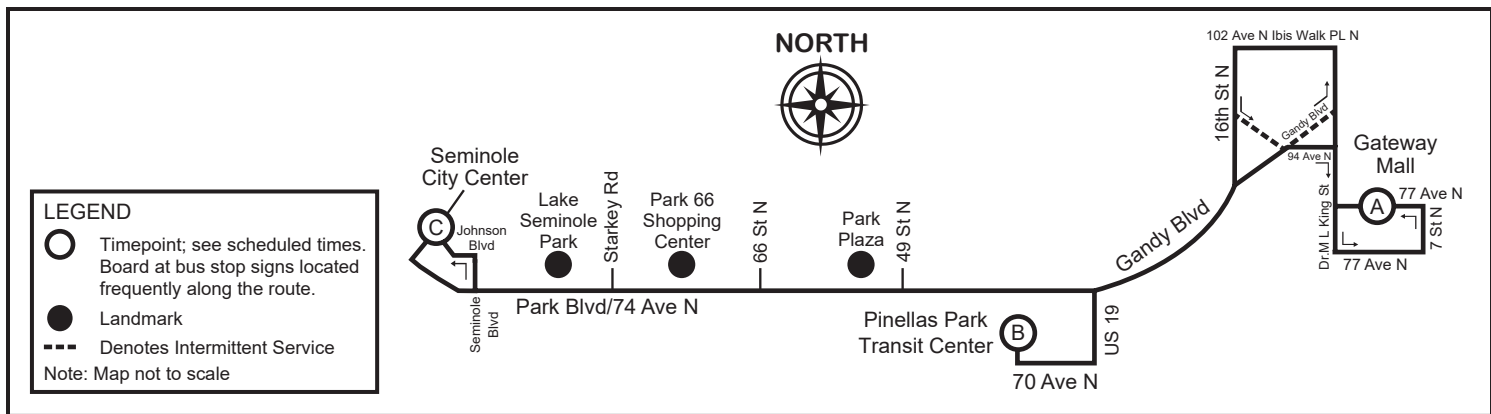 NORTH
102 Ave N Ibis Walk PL N
16th St N
Gandy Blvd
94 Ave N
Gateway
Mall
77 Ave N
A
7 St N
Dr.M L King St
77 Ave N
Seminole
City Center
C
Johnson
Blvd
Lake
Seminole
Park
Starkey Rd
Park 66
Shopping
Center
66 St N
Park
Plaza
49 St N
Gandy Blvd
Seminole
Blvd
Park Blvd/74 Ave N
Pinellas Park
Transit Center
B
US 19
70 Ave N
LEGEND
Timepoint; see scheduled times.
Board at bus stop signs located
frequently along the route.
Landmark
Denotes Intermittent Service
Note: Map not to scale